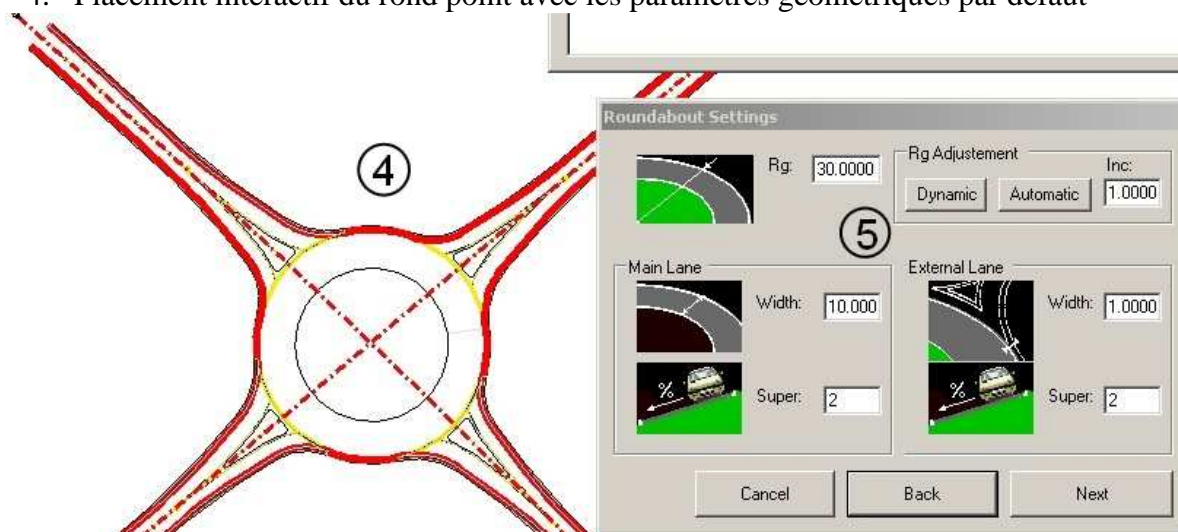 4. Placement interactif du rond point avec les paramètres géométriques par défaut
4
Roundabout Settings
Rg: 30.0000
Rg Adjustement
Dynamic Automatic
Inc:
1.0000
5
Main Lane
Width: 10.000
%
Super: 2
External Lane
Width: 1.0000
%
Super: 2
Cancel Back Next